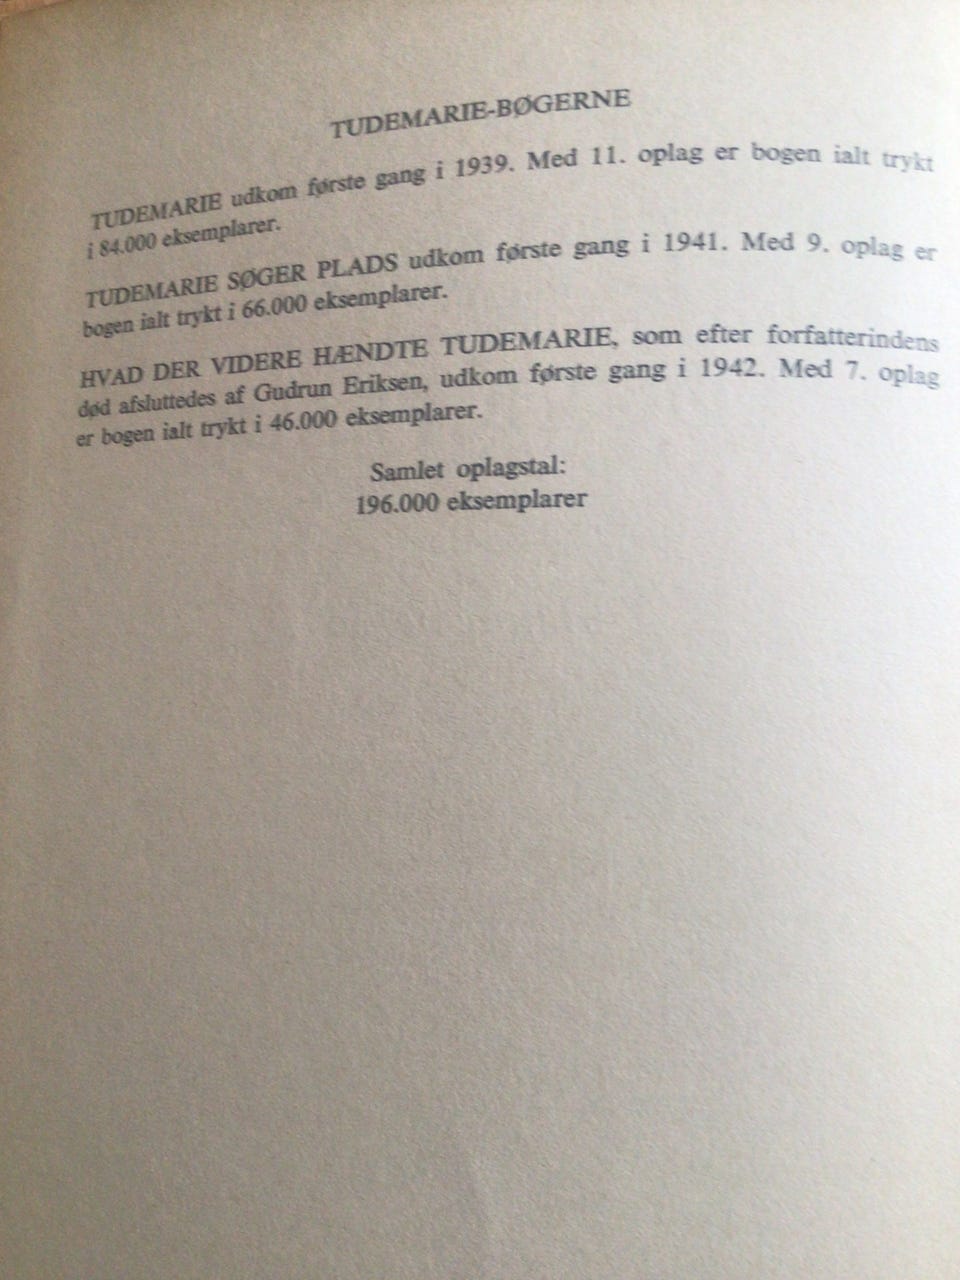 TUDEMARIE-BØGERNE
TUDEMARIE udkom første gang i 1939. Med 11. oplag er bogen ialt trykt
i 84.000 eksemplarer.
TUDEMARIE SØGER PLADS udkom første gang i 1941. Med 9. oplag er
bogen ialt trykt i 66.000 eksemplarer.
HVAD DER VIDERE HÆNDTE TUDEMARIE, som efter forfatterindens
død afsluttedes af Gudrun Eriksen, udkom første gang i 1942. Med 7. oplag
er bogen ialt trykt i 46.000 eksemplarer.
Samlet oplagstal:
196.000 eksemplarer